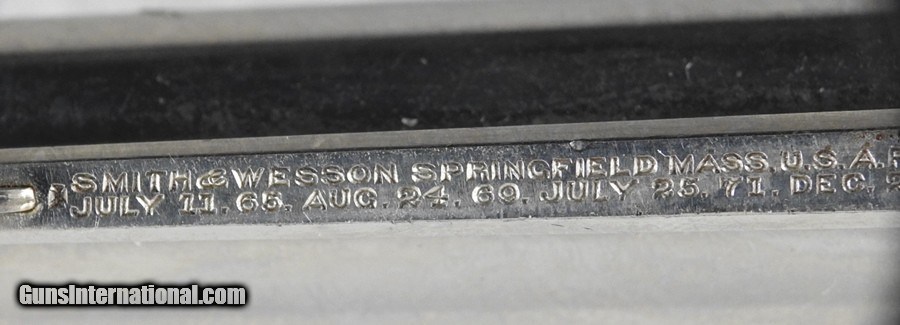 SMITH & WESSON SPRINGFIELD MASS. U.S.A.
JULY 11. 65. AUG. 24. 69. JULY 25. 71. DEC.
GunsInternational.com